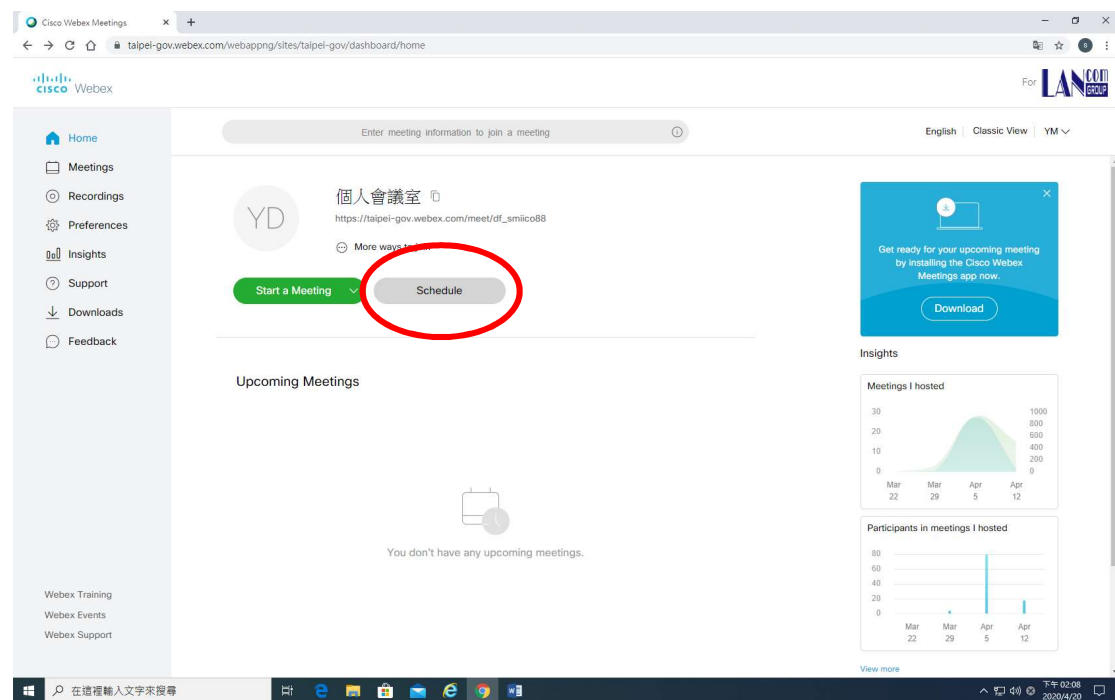 Cisco Webex Meetings
taipei-gov.webex.com/webappng/sites/taipei-gov/dashboard/home
S
CISCO Webex
For LANCOM GROUP
Home
Enter meeting information to join a meeting
English Classic View YM
Meetings
Recordings
Preferences
Insights
Support
Downloads
Feedback
YD
個人會議室
https://taipei-gov.webex.com/meet/df_smiico88
More ways to
Start a Meeting
Schedule
Get ready for your upcoming meeting
by installing the Cisco Webex
Meetings app now.
Download
Upcoming Meetings
You don't have any upcoming meetings.
Insights
Meetings I hosted
30 1000
800
20 600
10 400
200
0 0
Mar Mar Apr Apr
22 29 5 12
Participants in meetings I hosted
80
60
40
20
0
Mar Mar Apr Apr
22 29 5 12
View more
Webex Training
Webex Events
Webex Support
在這裡輸入文字來搜尋
下午 02:08
2020/4/20